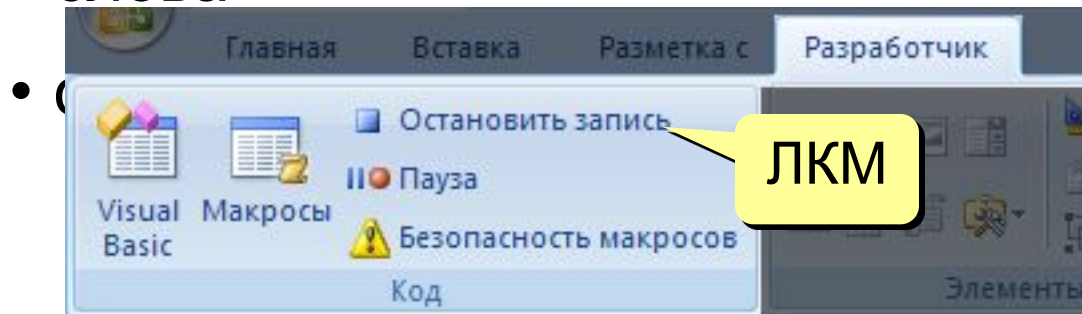 Главная Вставка Разметка с Разработчик
Остановить запись
ЛКМ
Пауза
Visual Basic
Макросы
Безопасность макросов
Код
Элементы